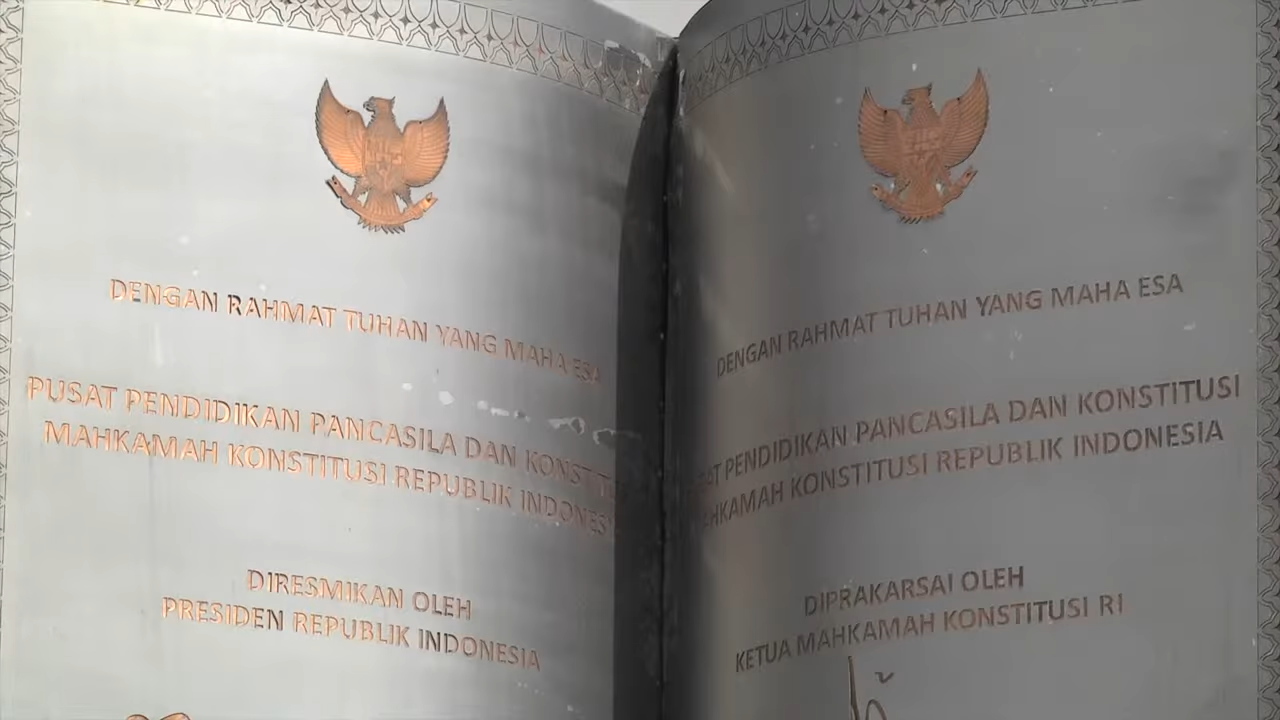 DENGAN RAHMAT TUHAN YANG MAHA ESA
PUSAT PENDIDIKAN PANCASILA DAN
MAHKAMAH KONSTITUSI REPUBLIK
DIRESMIKAN OLEH
PRESIDEN REPUBLIK INDONESIA
DENGAN RAHMAT TUHAN YANG MAHA ESA
PENDIDIKAN PANCASILA DAN KONSTITUSI
KONSTITUSI REPUBLIK INDONESIA
DIPRAKARSAI OLEH
KETUA MAHKAMAH KONSTITUSI RI